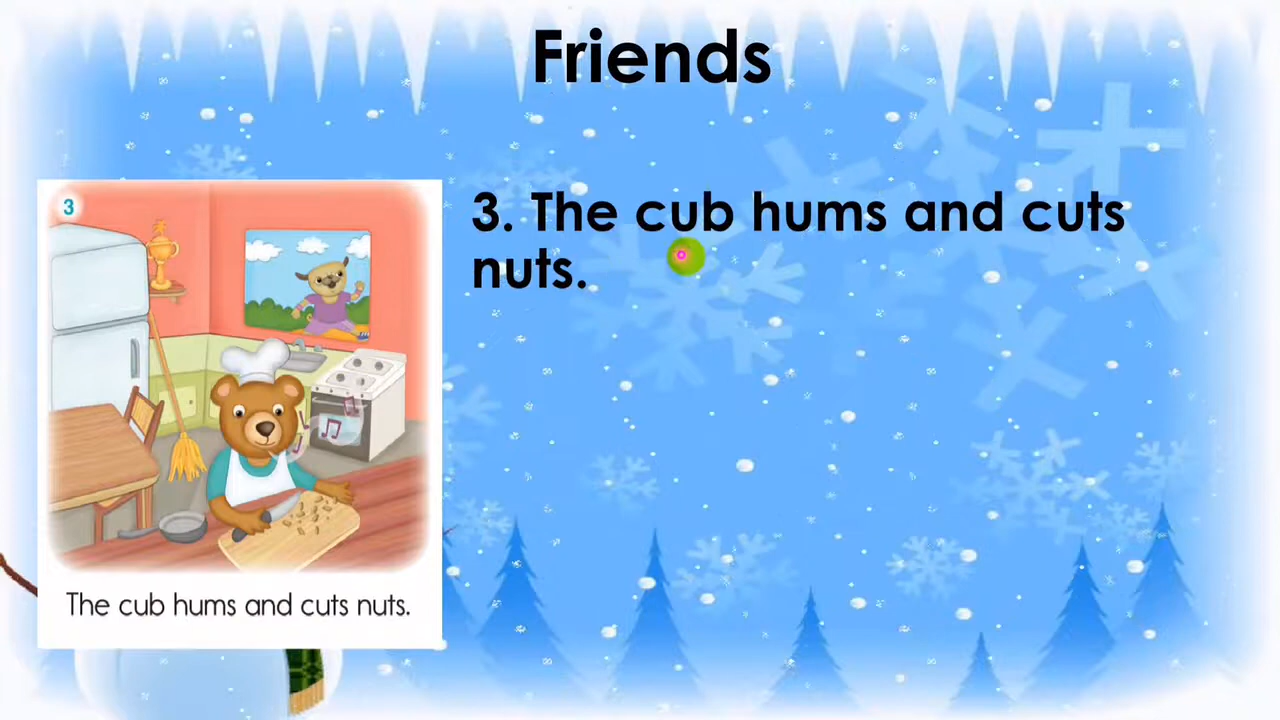 Friends
3
3. The cub hums and cuts
nuts.
The cub hums and cuts nuts.